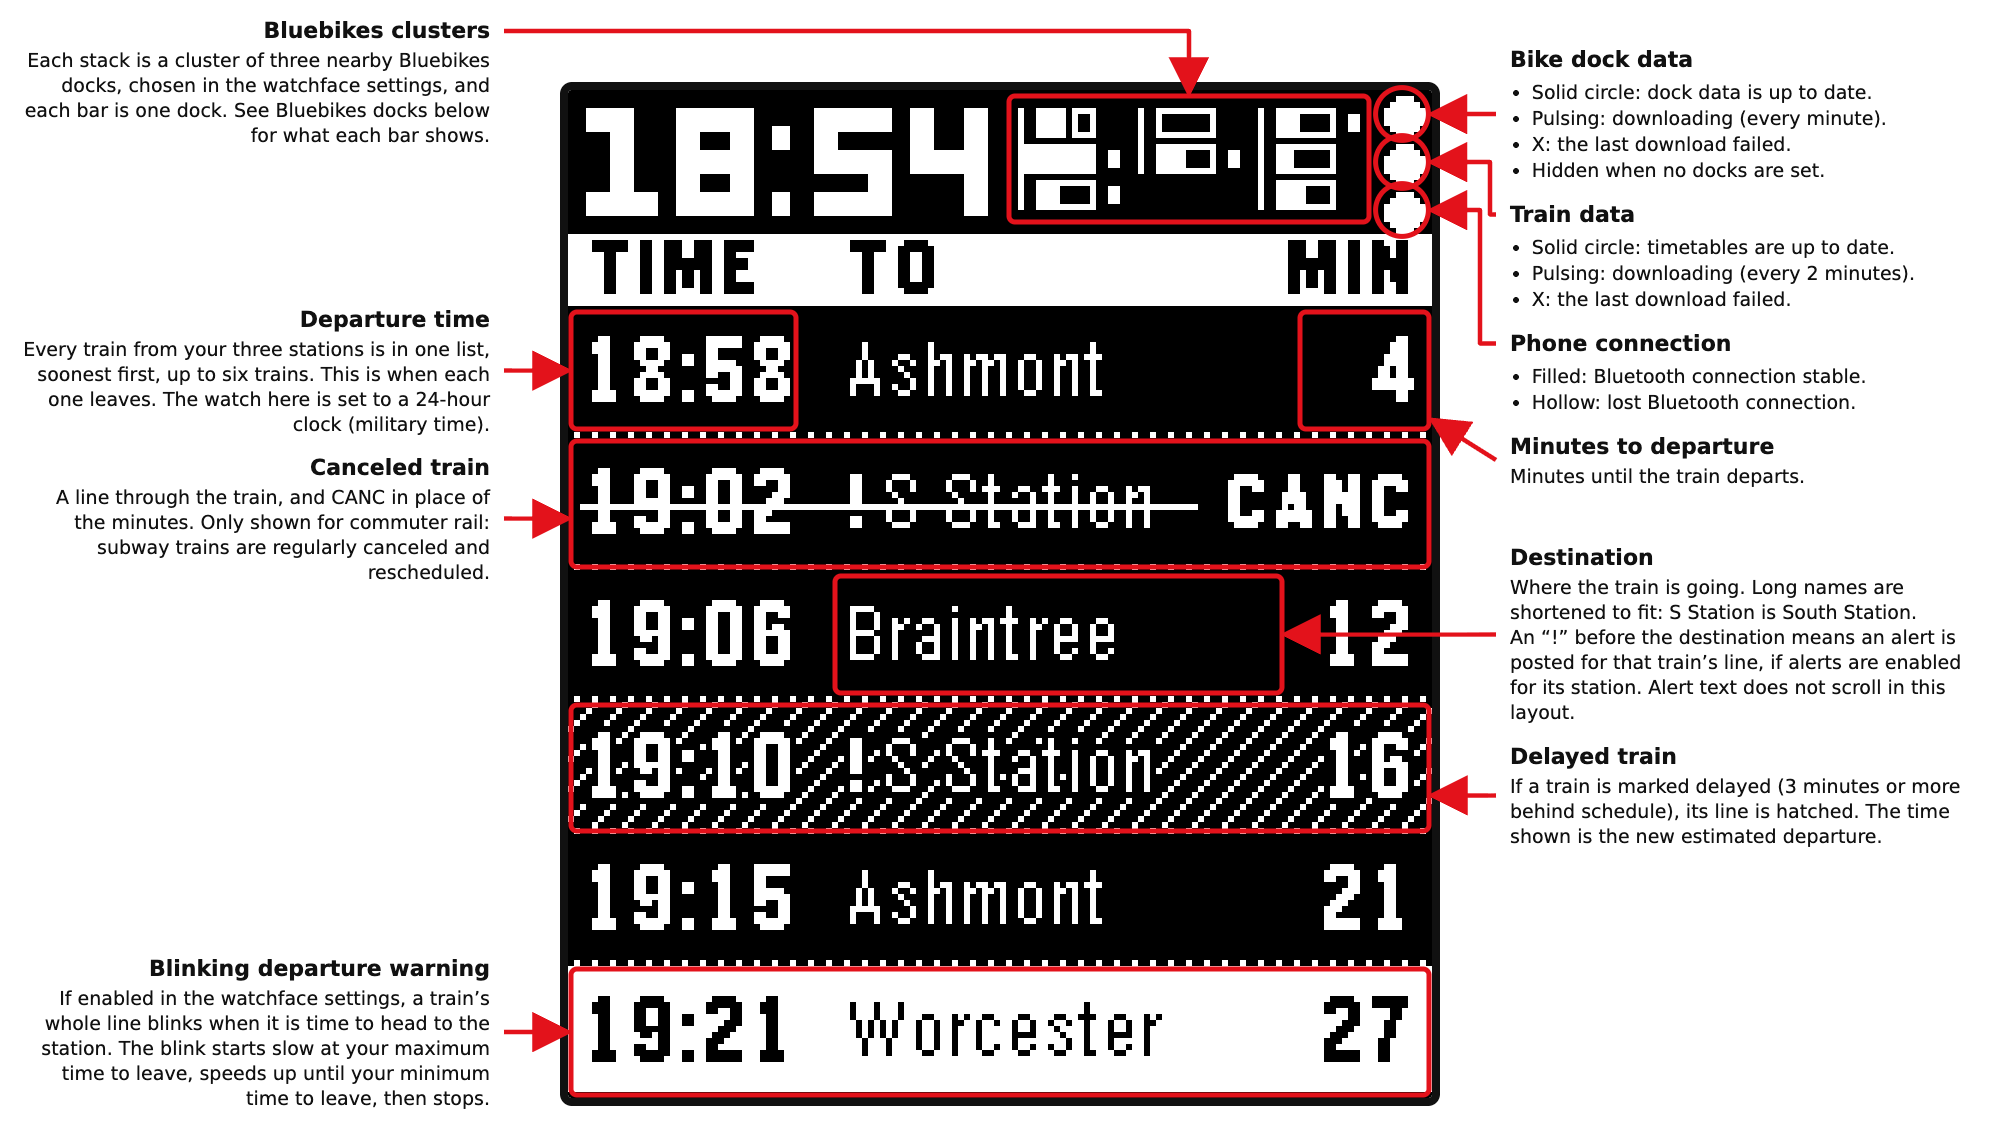 Bluebikes clusters
Each stack is a cluster of three nearby Bluebikes
docks, chosen in the watchface settings, and
each bar is one dock. See Bluebikes docks below
for what each bar shows.
Departure time
Every train from your three stations is in one list,
soonest first, up to six trains. This is when each
one leaves. The watch here is set to a 24-hour
clock (military time).
Canceled train
A line through the train, and CANC in place of
the minutes. Only shown for commuter rail:
subway trains are regularly canceled and
rescheduled.
Blinking departure warning
If enabled in the watchface settings, a train’s
whole line blinks when it is time to head to the
station. The blink starts slow at your maximum
time to leave, speeds up until your minimum
time to leave, then stops.
18:54
TIME TO MIN
18:58 Ashmont 4
19:02 !S Station CANC
19:06 Braintree 12
19:10 !S Station 16
19:15 Ashmont 21
19:21 Worcester 27
Bike dock data
• Solid circle: dock data is up to date.
• Pulsing: downloading (every minute).
• X: the last download failed.
• Hidden when no docks are set.
Train data
• Solid circle: timetables are up to date.
• Pulsing: downloading (every 2 minutes).
• X: the last download failed.
Phone connection
• Filled: Bluetooth connection stable.
• Hollow: lost Bluetooth connection.
Minutes to departure
Minutes until the train departs.
Destination
Where the train is going. Long names are
shortened to fit: S Station is South Station.
An “!” before the destination means an alert is
posted for that train’s line, if alerts are enabled
for its station. Alert text does not scroll in this
layout.
Delayed train
If a train is marked delayed (3 minutes or more
behind schedule), its line is hatched. The time
shown is the new estimated departure.